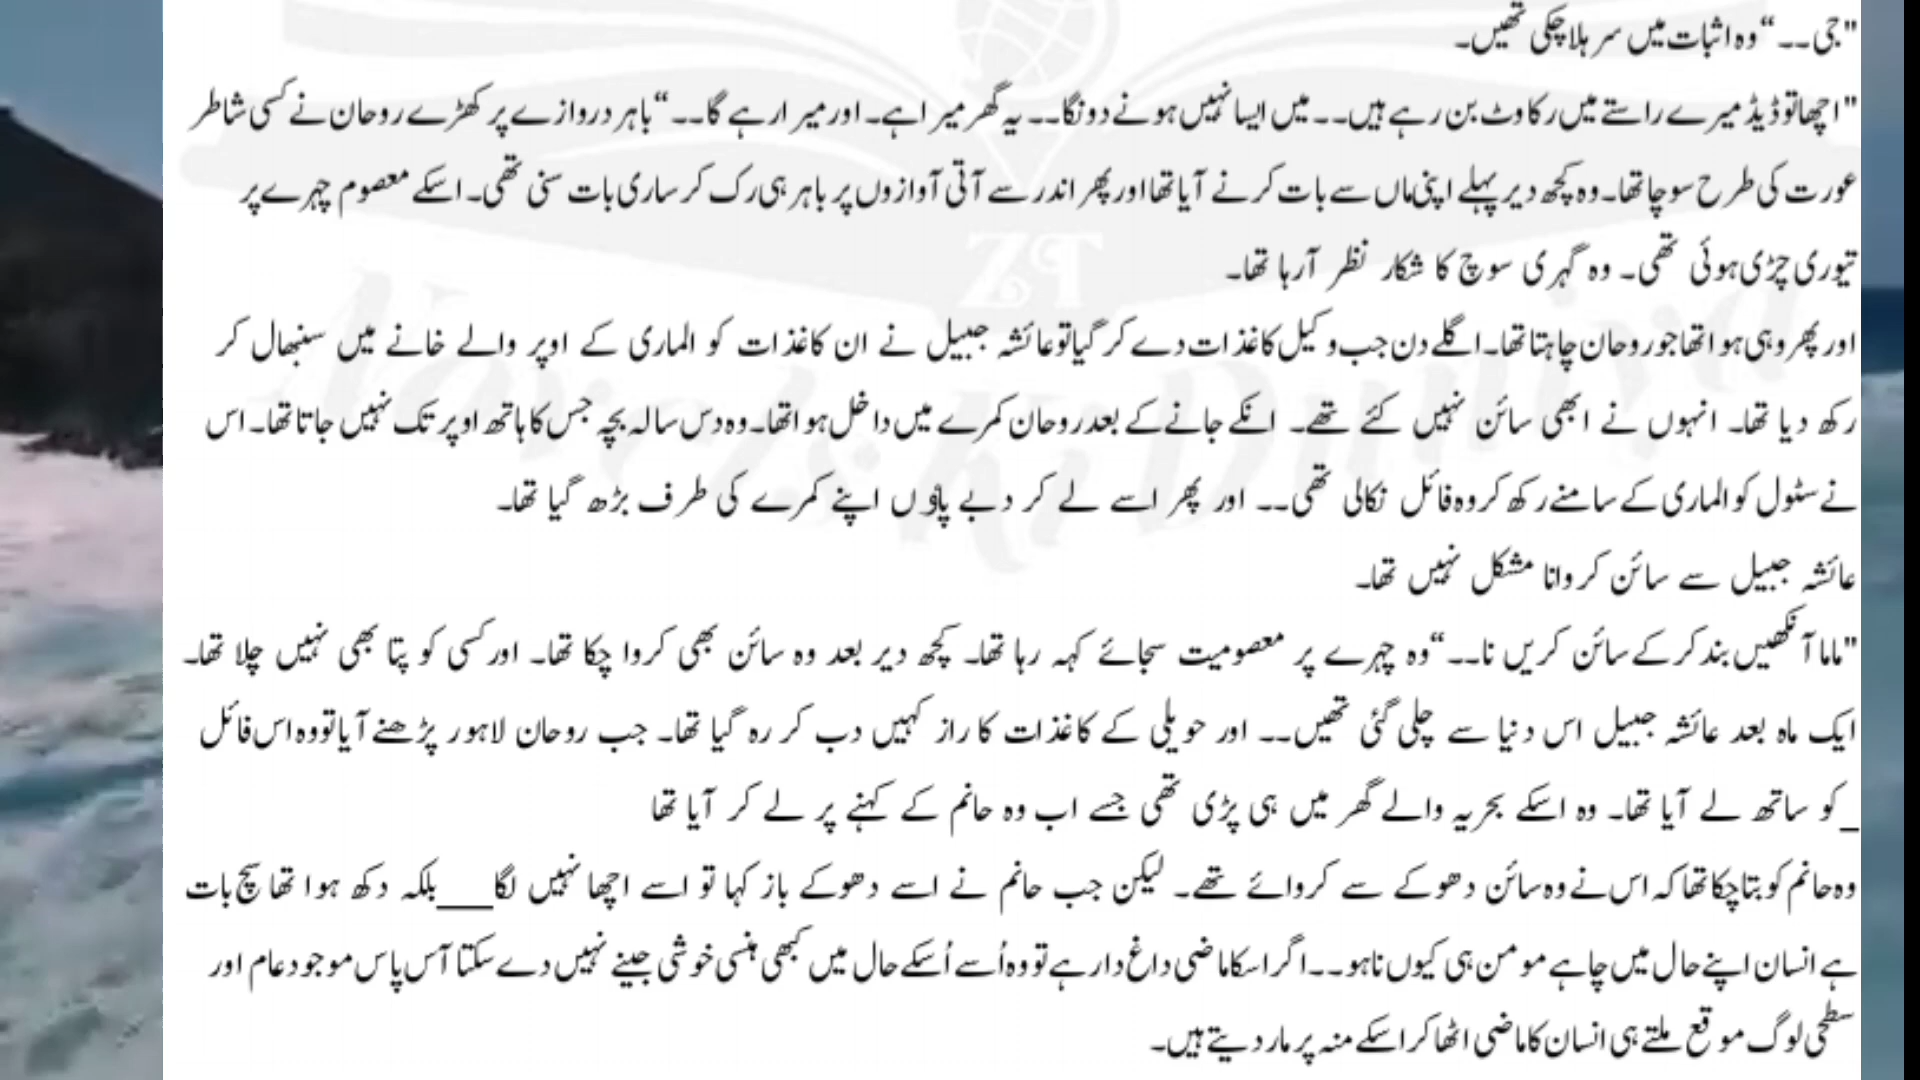 "جی۔۔“ وہ اثبات میں سر ہلا چکی تھیں۔
"اچھا تو ڈیڈ میرے راستے میں رکاوٹ بن رہے ہیں۔۔ میں ایسا نہیں ہونے دونگا۔۔ یہ گھر میرا ہے۔ اور میرا رہے گا۔۔“ باہر دروازے پر کھڑے روحان نے کسی شاطر
عورت کی طرح سوچا تھا۔ وہ کچھ دیر پہلے اپنی ماں سے بات کرنے آیا تھا اور پھر اندر سے آتی آوازوں پر باہر ہی رک کر ساری بات سنی تھی۔ اسکے معصوم چہرے پر
تیوری چڑی ہوئی تھی۔ وہ گہری سوچ کا شکار نظر آرہا تھا۔
اور پھر وہی ہوا تھا جو روحان چاہتا تھا۔ اگلے دن جب وکیل کاغذات دے کر گیا تو عائشہ جبیل نے ان کاغذات کو الماری کے اوپر والے خانے میں سنبھال کر
رکھ دیا تھا۔ انہوں نے ابھی سائن نہیں کئے تھے۔ انکے جانے کے بعد روحان کمرے میں داخل ہوا تھا۔ وہ دس سالہ بچہ جس کا ہاتھ اوپر تک نہیں جاتا تھا۔ اس
نے سٹول کو الماری کے سامنے رکھ کر وہ فائل نکالی تھی۔۔ اور پھر اسے لے کر دبے پاؤں اپنے کمرے کی طرف بڑھ گیا تھا۔
عائشہ جبیل سے سائن کروانا مشکل نہیں تھا۔
"ماما آنکھیں بند کر کے سائن کریں نا۔۔“ وہ چہرے پر معصومیت سجائے کہہ رہا تھا۔ کچھ دیر بعد وہ سائن بھی کروا چکا تھا۔ اور کسی کو پتا بھی نہیں چلا تھا۔
ایک ماہ بعد عائشہ جبیل اس دنیا سے چلی گئی تھیں۔۔ اور حویلی کے کاغذات کا راز کہیں دب کر رہ گیا تھا۔ جب روحان لاہور پڑھنے آیا تو وہ اس فائل
_کو ساتھ لے آیا تھا۔ وہ اسکے بحریہ والے گھر میں ہی پڑی تھی جسے اب وہ حانم کے کہنے پر لے کر آیا تھا
وہ حانم کو بتا چکا تھا کہ اس نے وہ سائن دھوکے سے کروائے تھے۔ لیکن جب حانم نے اسے دھوکے باز کہا تو اسے اچھا نہیں لگا___بلکہ دکھ ہوا تھا سچ بات
ہے انسان اپنے حال میں چاہے مومن ہی کیوں نا ہو۔۔ اگر اسکا ماضی داغ دار ہے تو وہ اُسے اُسکے حال میں کبھی ہنسی خوشی جینے نہیں دے سکتا آس پاس موجود عام اور
سطحی لوگ موقع ملتے ہی انسان کا ماضی اٹھا کر اسکے منہ پر مار دیتے ہیں۔
ZT
Novels Ki Duniya